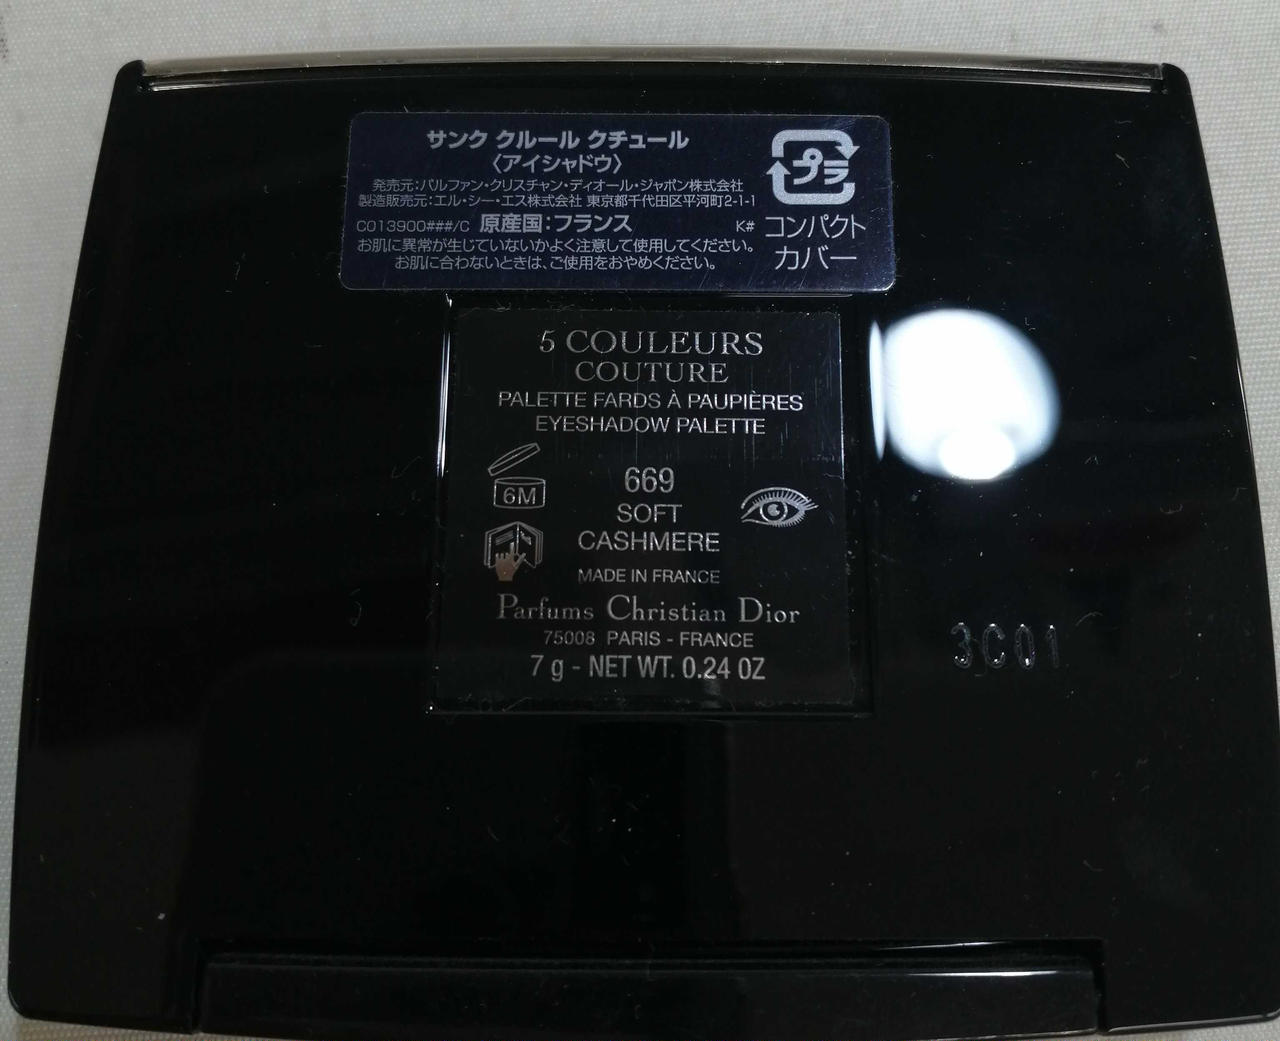 サンク クルール クチュール
〈アイシャドウ〉
発売元:パルファン・クリスチャン・ディオール・ジャポン株式会社
製造販売元:エル・シー・エス株式会社 東京都千代田区平河町2-1-1
C013900###/C 原産国:フランス K#
お肌に異常が生じていないかよく注意して使用してください。
お肌に合わないときは、ご使用をおやめください。
プラ
コンパクト
カバー
5 COULEURS
COUTURE
PALETTE FARDS À PAUPIÈRES
EYESHADOW PALETTE
6M
669
SOFT
CASHMERE
MADE IN FRANCE
Parfums Christian Dior
75008 PARIS - FRANCE
7 g - NET WT. 0.24 OZ
3C01